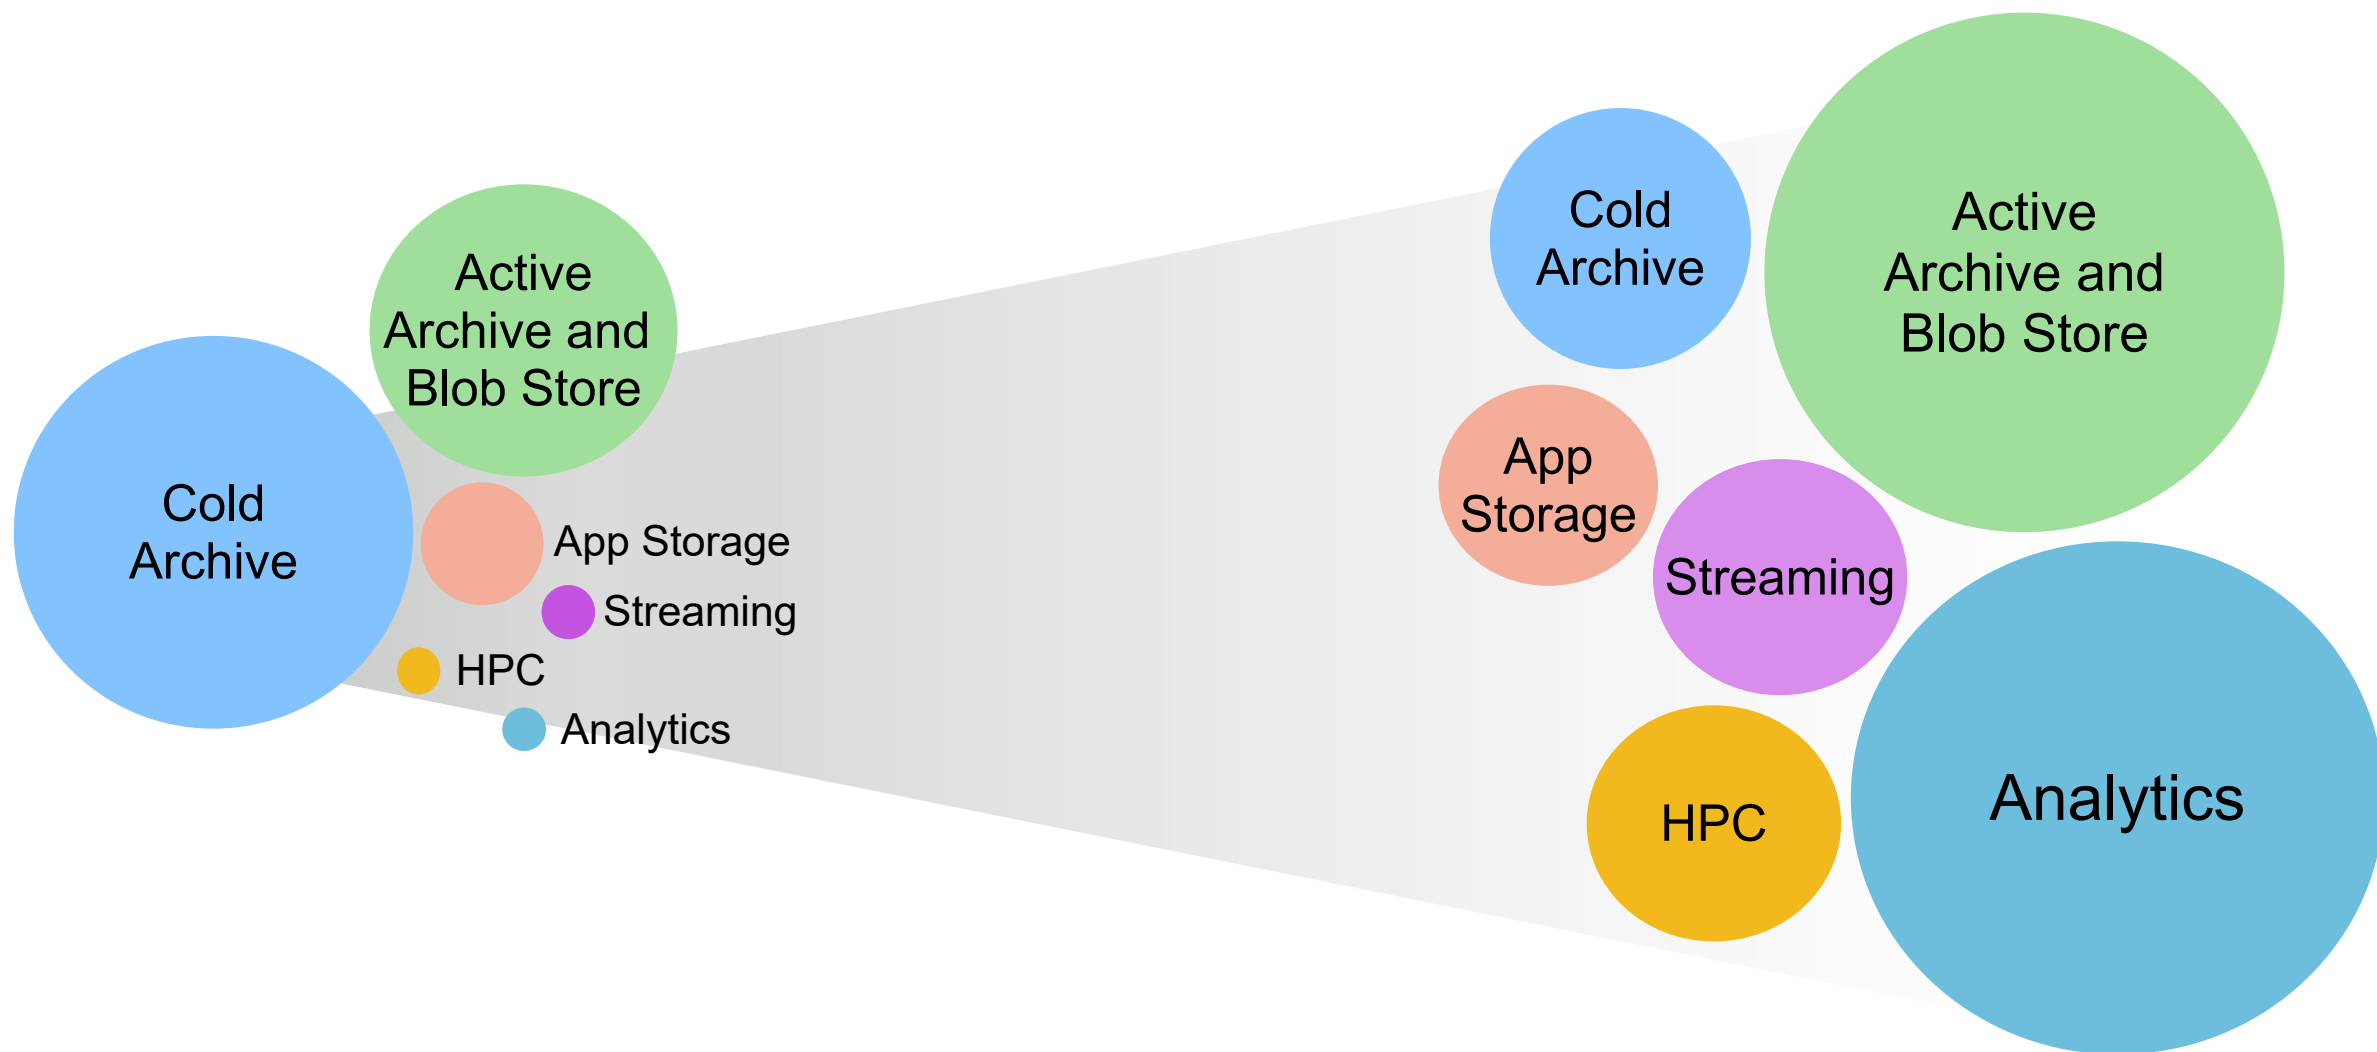 Active
Archive and
Blob Store
Cold
Archive
App Storage
Streaming
HPC
Analytics
Cold
Archive
Active
Archive and
Blob Store
App
Storage
Streaming
HPC
Analytics